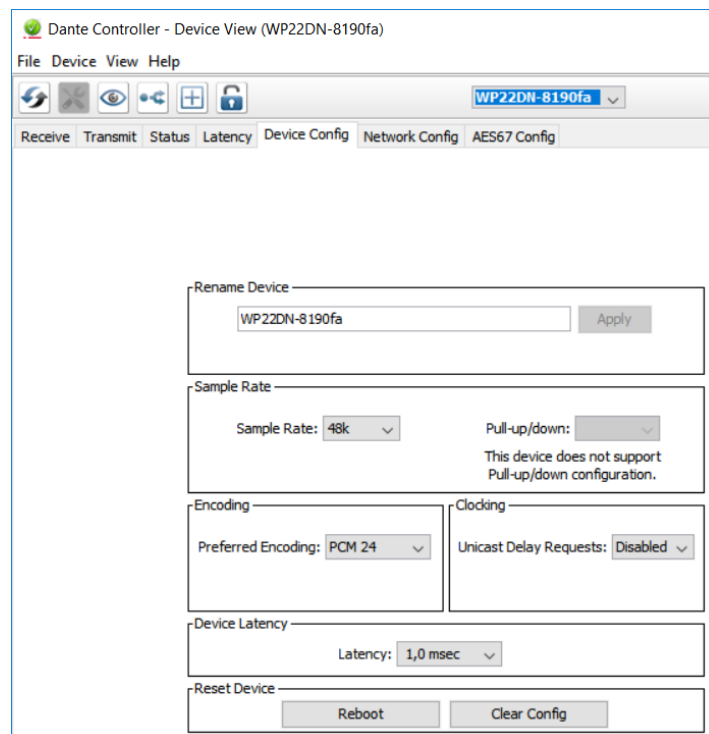 Dante Controller - Device View (WP22DN-8190fa)
File Device View Help
WP22DN-8190fa
Receive Transmit Status Latency Device Config Network Config AES67 Config
Rename Device
WP22DN-8190fa Apply
Sample Rate
Sample Rate: 48k Pull-up/down:
This device does not support
Pull-up/down configuration.
Encoding Clocking
Preferred Encoding: PCM 24 Unicast Delay Requests: Disabled
Device Latency
Latency: 1,0 msec
Reset Device
Reboot Clear Config